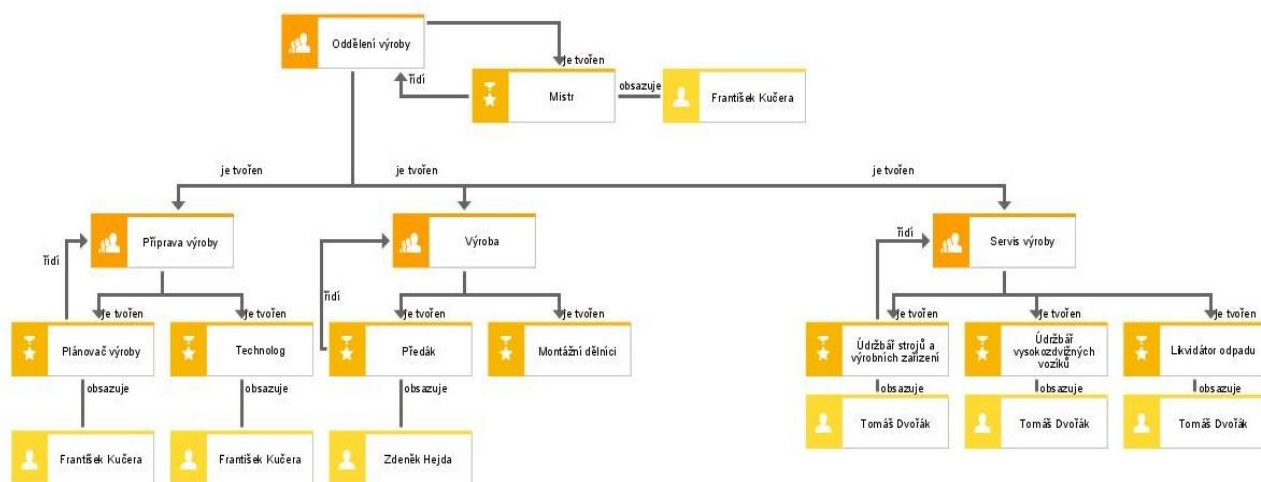 Oddělení výroby
je tvořen
řídí
Mistr
obsazuje
František Kučera
je tvořen
je tvořen
je tvořen
Příprava výroby
Výroba
Servis výroby
řídí
řídí
řídí
je tvořen
je tvořen
je tvořen
je tvořen
je tvořen
je tvořen
je tvořen
Plánovač výroby
Technolog
Předák
Montážní dělníci
Údržbář strojů a
výrobních zařízení
Údržbář
vysokozdvižných
vozíků
Likvidátor odpadu
obsazuje
obsazuje
obsazuje
obsazuje
obsazuje
obsazuje
Tomáš Dvořák
Tomáš Dvořák
Tomáš Dvořák
František Kučera
František Kučera
Zdeněk Hejda